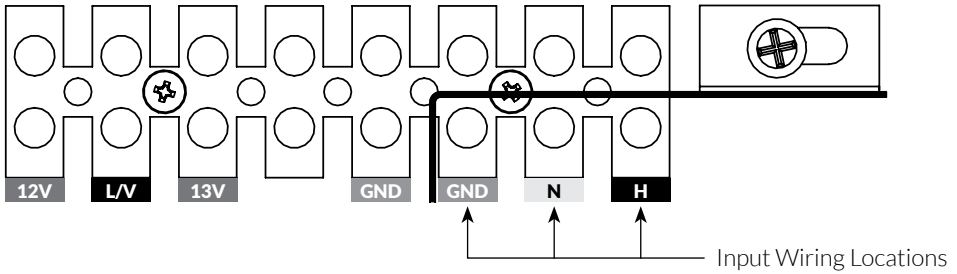 12V L/V 13V GND GND N H
Input Wiring Locations